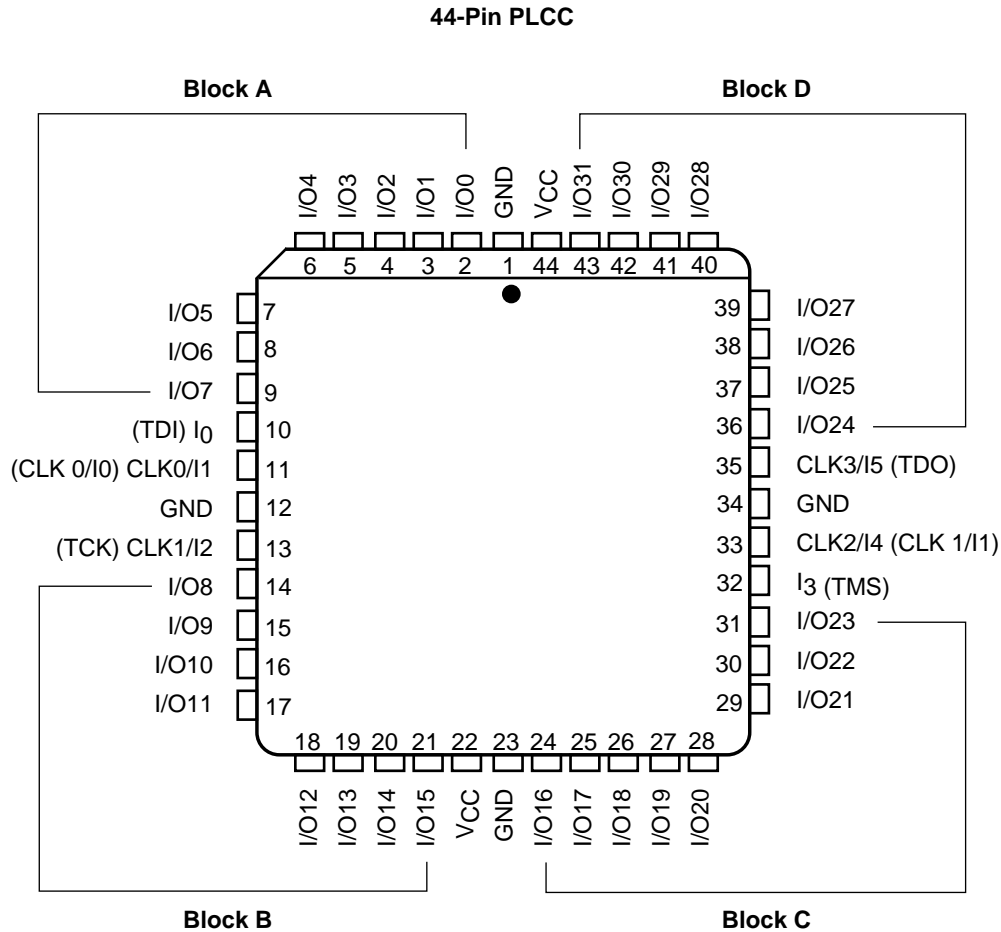 44-Pin PLCC
Block A
Block D
I/O4
I/O3
I/O2
I/O1
I/O0
GND
VCC
I/O31
I/O30
I/O29
I/O28
6 5 4 3 2 1 44 43 42 41 40
I/O5 7
I/O6 8
I/O7 9
(TDI) I0 10
(CLK 0/I0) CLK0/I1 11
GND 12
(TCK) CLK1/I2 13
I/O8 14
I/O9 15
I/O10 16
I/O11 17
39 I/O27
38 I/O26
37 I/O25
36 I/O24
35 CLK3/I5 (TDO)
34 GND
33 CLK2/I4 (CLK 1/I1)
32 I3 (TMS)
31 I/O23
30 I/O22
29 I/O21
18 19 20 21 22 23 24 25 26 27 28
I/O12
I/O13
I/O14
I/O15
VCC
GND
I/O16
I/O17
I/O18
I/O19
I/O20
Block B
Block C